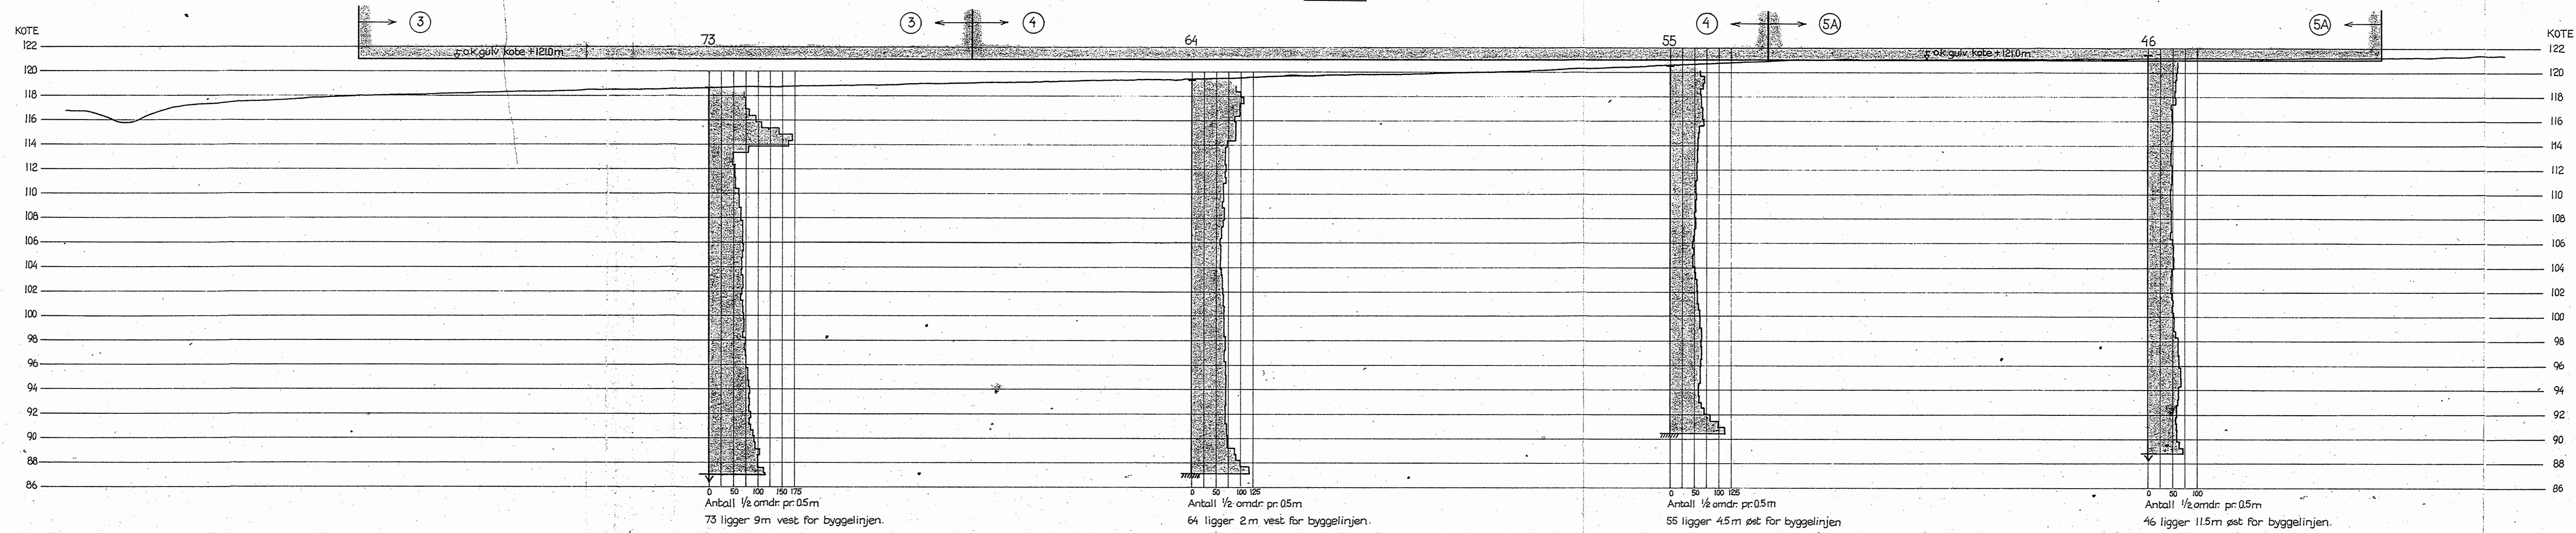 3 3 4 4 5A 5A
KOTE KOTE
73 64 55 46
122 o.k. gulv kote +121.0m o.k. gulv kote +121.0m 122
120 120
118 118
116 116
114 114
112 112
110 110
108 108
106 106
104 104
102 102
100 100
98 98
96 96
94 94
92 92
90 90
88 88
86 86
0 50 100 150 175 0 50 100 125 0 50 100 125 0 50 100
Antall 1/2 omdr. pr. 0.5m Antall 1/2 omdr. pr. 0.5m Antall 1/2 omdr. pr. 0.5m Antall 1/2 omdr. pr. 0.5m
73 ligger 9m vest for byggelinjen. 64 ligger 2m vest for byggelinjen. 55 ligger 4.5m øst for byggelinjen 46 ligger 11.5m øst for byggelinjen.